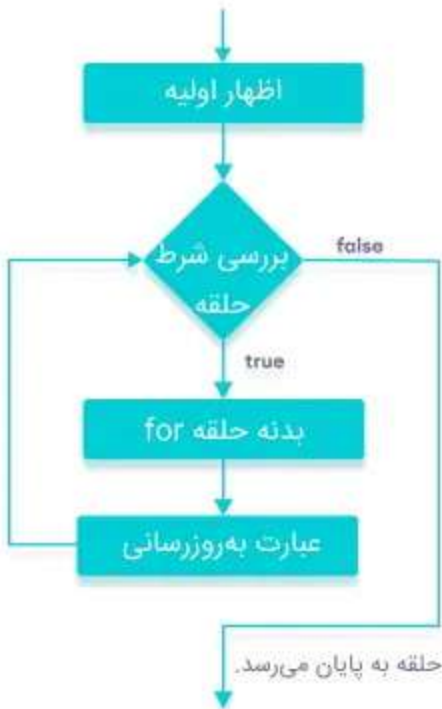 اظهار اولیه
بررسی شرط
حلقه
false
true
بدنه حلقه for
عبارت به‌روزرسانی
حلقه به پایان می‌رسد.